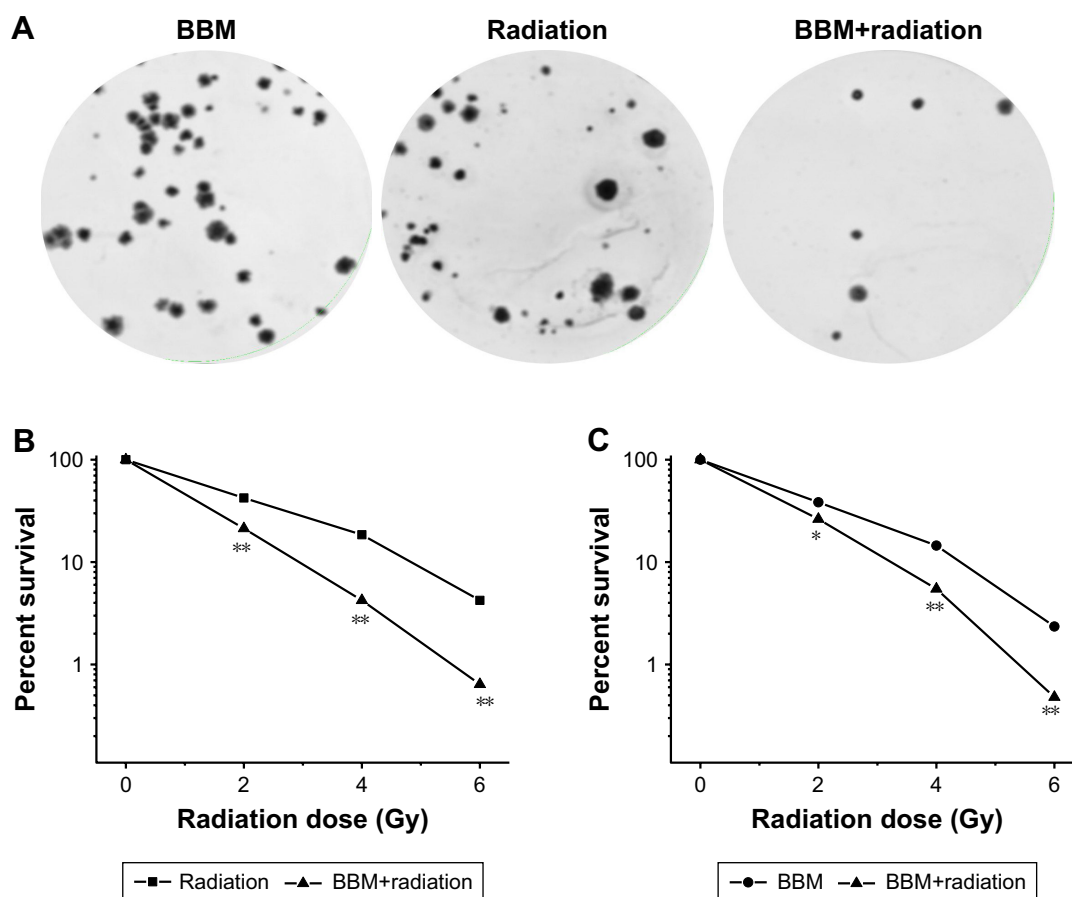 A
BBM
Radiation
BBM+radiation
B
Percent survival
100
10
1
**
**
**
0 2 4 6
Radiation dose (Gy)
Radiation BBM+radiation
C
Percent survival
100
10
1
*
**
**
0 2 4 6
Radiation dose (Gy)
BBM BBM+radiation